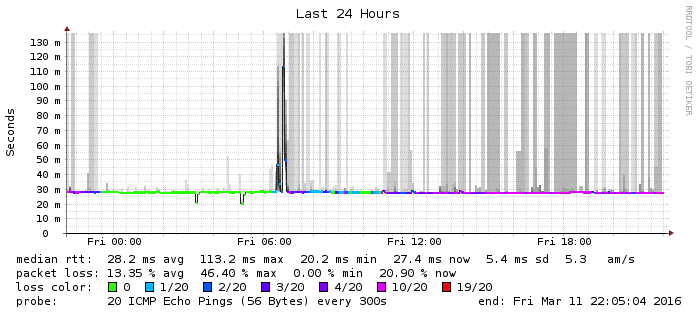 Last 24 Hours
RRDTOOL / TOBI OETIKER
Seconds
130 m
120 m
110 m
100 m
90 m
80 m
70 m
60 m
50 m
40 m
30 m
20 m
10 m
0
Fri 00:00 Fri 06:00 Fri 12:00 Fri 18:00
median rtt: 28.2 ms avg 113.2 ms max 20.2 ms min 27.4 ms now 5.4 ms sd 5.3 am/s
packet loss: 13.35 % avg 46.40 % max 0.00 % min 20.90 % now
loss color: 0 1/20 2/20 3/20 4/20 10/20 19/20
probe: 20 ICMP Echo Pings (56 Bytes) every 300s end: Fri Mar 11 22:05:04 2016